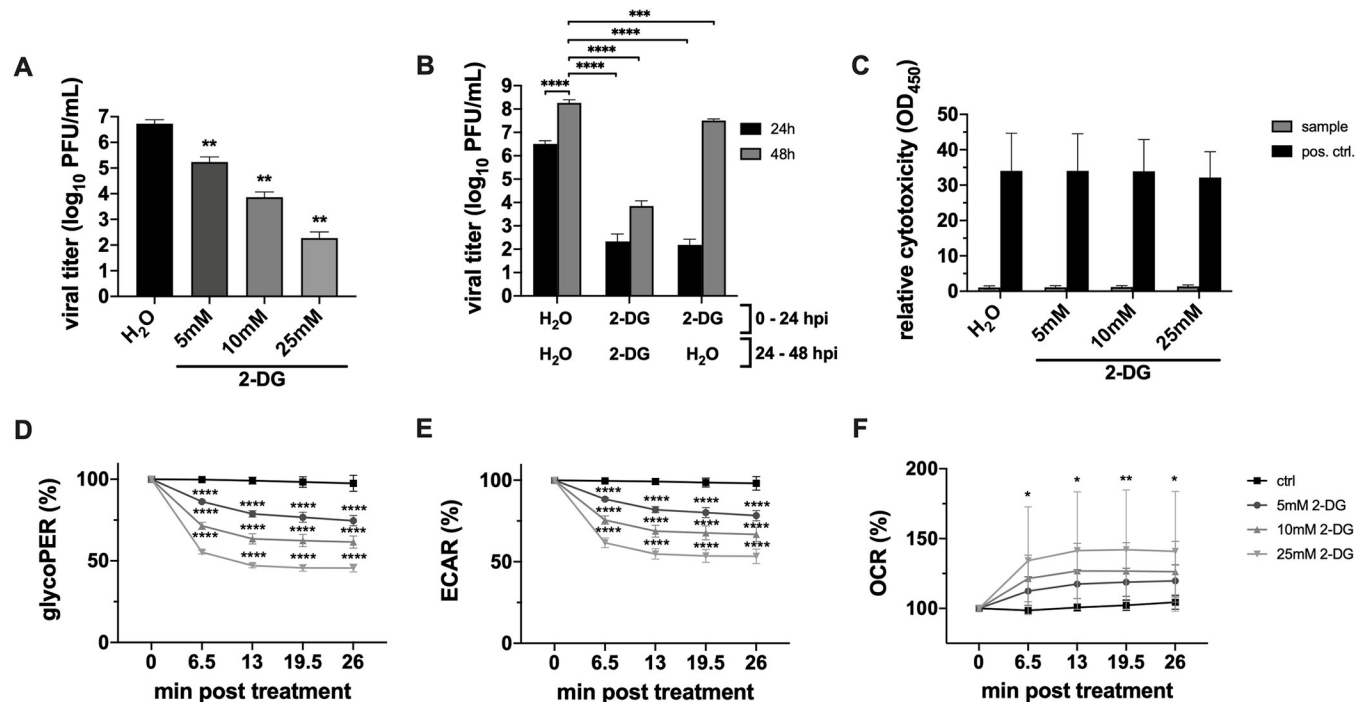 A
viral titer (log10 PFU/mL)
7
6
5
4
3
2
1
0
**
**
**
H2O
5mM
10mM
25mM
2-DG
B
***
****
****
****
****
viral titer (log10 PFU/mL)
9
8
7
6
5
4
3
2
1
0
24h
48h
H2O 2-DG 2-DG 0 - 24 hpi
H2O 2-DG H2O 24 - 48 hpi
C
relative cytotoxicity (OD450)
50
40
30
20
10
0
sample
pos. ctrl.
H2O
5mM
10mM
25mM
2-DG
D
glycoPER (%)
100
50
0
**** **** **** ****
**** **** **** ****
**** **** **** ****
0 6.5 13 19.5 26
min post treatment
E
ECAR (%)
100
50
0
**** **** **** ****
**** **** **** ****
**** **** **** ****
0 6.5 13 19.5 26
min post treatment
F
OCR (%)
200
150
100
* * ** *
0 6.5 13 19.5 26
min post treatment
ctrl
5mM 2-DG
10mM 2-DG
25mM 2-DG